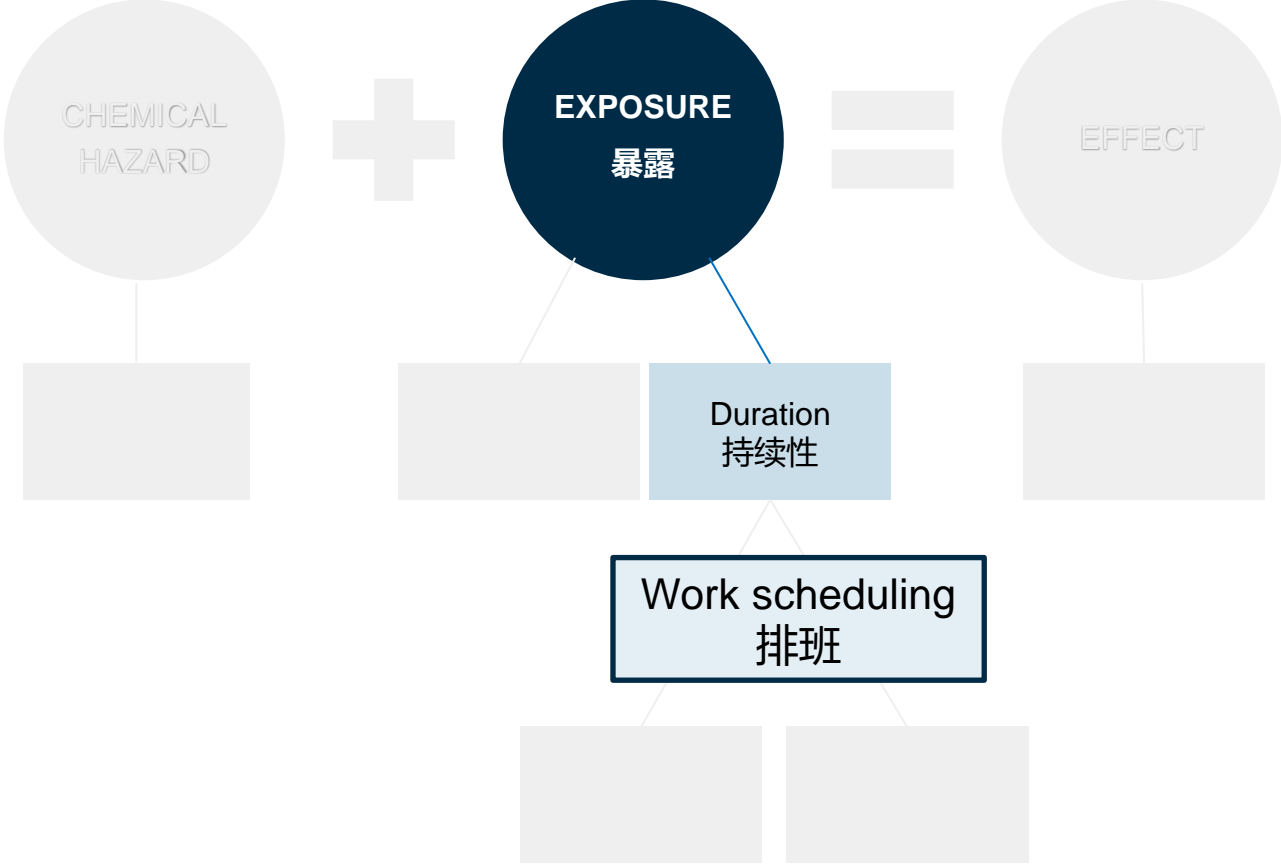 CHEMICAL
HAZARD
EXPOSURE
暴露
EFFECT
Duration
持续性
Work scheduling
排班